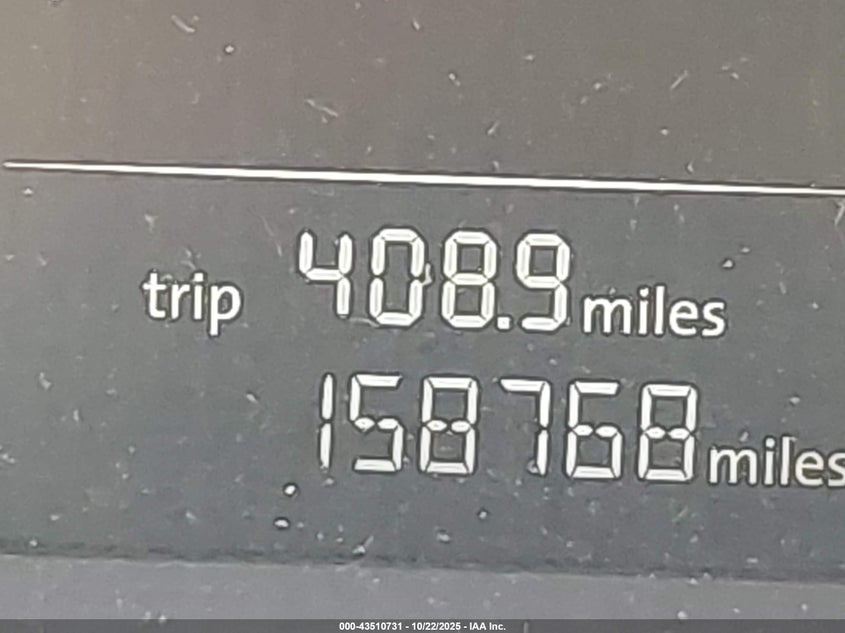 trip 408.9 miles
158768 miles
000-43510731 - 10/22/2025 - IAA Inc.